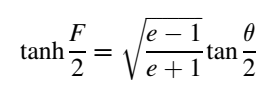 tanh F/2 = √((e − 1)/(e + 1)) tan θ/2